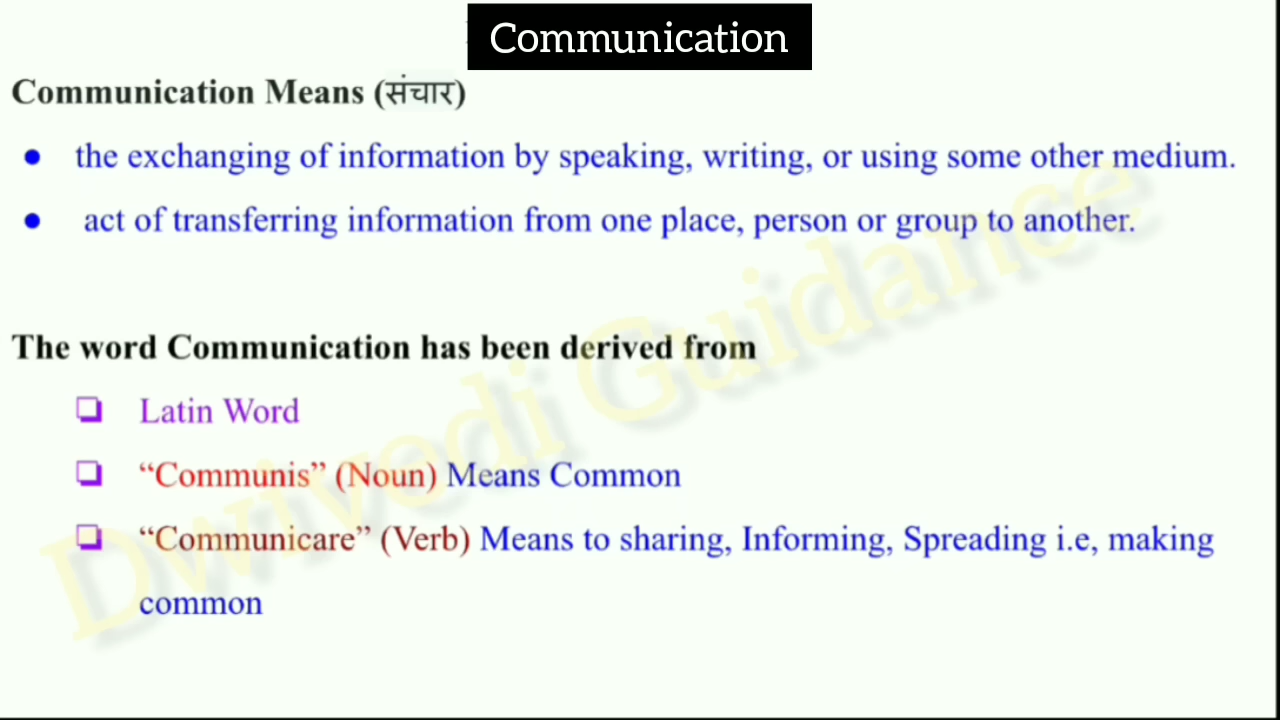 Communication
Communication Means (संचार)
● the exchanging of information by speaking, writing, or using some other medium.
● act of transferring information from one place, person or group to another.
The word Communication has been derived from
❏ Latin Word
❏ “Communis” (Noun) Means Common
❏ “Communicare” (Verb) Means to sharing, Informing, Spreading i.e, making
common
Dwivedi Guidance